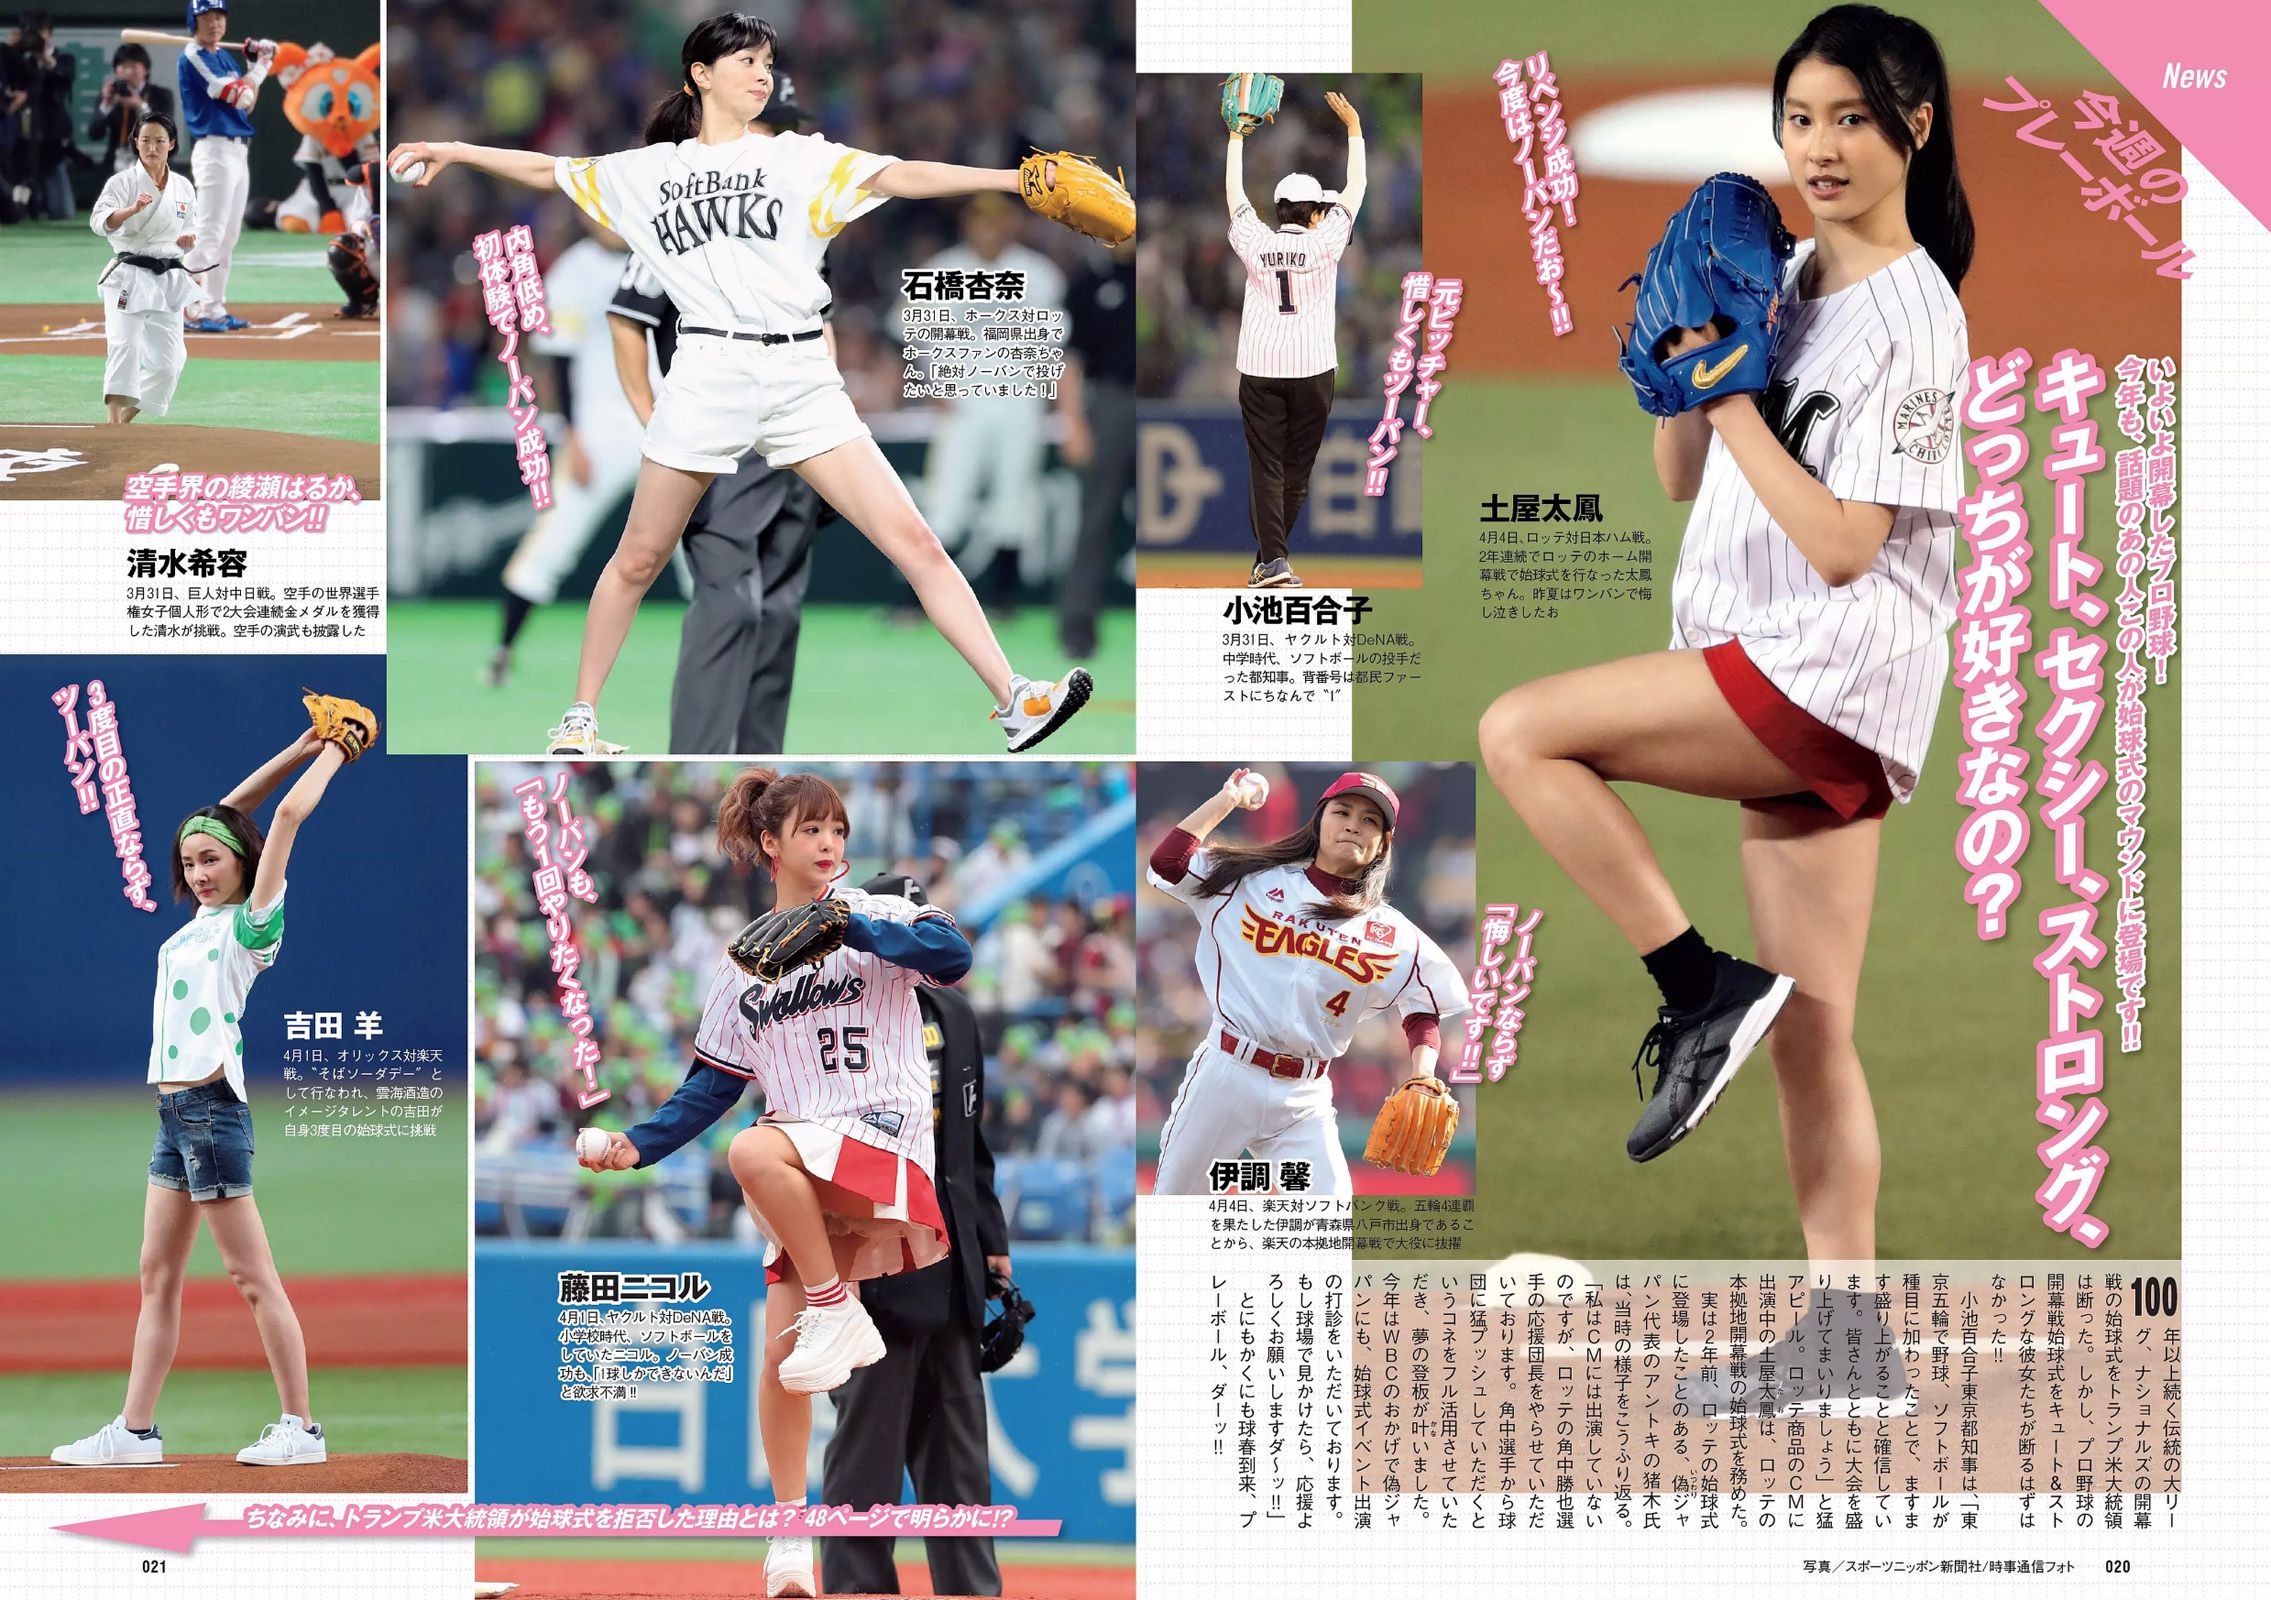 News
今週の
プレーボール
いよいよ開幕したプロ野球！
今年も、話題のあの人この人が始球式のマウンドに登場です!!
キュート、セクシー、ストロング、
どっちが好きなの？
リベンジ成功！
今度はノーバンだお〜!!
土屋太鳳
4月4日、ロッテ対日本ハム戦。
2年連続でロッテのホーム開
幕戦で始球式を行なった太鳳
ちゃん。昨夏はワンバンで悔
し泣きしたお
MARINES
CHIBA
M
元ピッチャー、
惜しくもツーバン!!
YURIKO
1
小池百合子
3月31日、ヤクルト対DeNA戦。
中学時代、ソフトボールの投手だ
った都知事。背番号は都民ファー
ストにちなんで〝1〟
ノーバンならず
「悔しいです!!」
RAKUTEN
EAGLES
4
伊調 馨
4月4日、楽天対ソフトバンク戦。五輪4連覇
を果たした伊調が青森県八戸市出身であるこ
とから、楽天の本拠地開幕戦で大役に抜擢
100年以上続く伝統の大リー
グ、ナショナルズの開幕
戦の始球式をトランプ米大統領
は断った。しかし、プロ野球の
開幕戦始球式をキュート&スト
ロングな彼女たちが断るはずは
なかった!!
小池百合子東京都知事は、「東
京五輪で野球、ソフトボールが
種目に加わったことで、ますま
す盛り上がることと確信してい
ます。皆さんとともに大会を盛
り上げてまいりましょう」と猛
アピール。ロッテ商品のCMに
出演中の土屋太鳳は、ロッテの
本拠地開幕戦の始球式を務めた。
実は2年前、ロッテの始球式
に登場したことのある、偽ジャ
パン代表のアントキの猪木氏
は、当時の様子をこうふり返る。
「私はCMには出演していない
のですが、ロッテの角中勝也選
手の応援団長をやらせていただ
いております。角中選手から球
団に猛プッシュしていただくと
いうコネをフル活用させていた
だき、夢の登板が叶いました。
今年はWBCのおかげで偽ジャ
パンにも、始球式イベント出演
の打診をいただいております。
もし球場で見かけたら、応援よ
ろしくお願いしますダ〜ッ!!」
とにもかくにも球春到来、プ
レーボール、ダーッ!!
写真／スポーツニッポン新聞社/時事通信フォト 020
内角低め、
初体験でノーバン成功!!
SoftBank
HAWKS
石橋杏奈
3月31日、ホークス対ロッ
テの開幕戦。福岡県出身で
ホークスファンの杏奈ちゃ
ん。「絶対ノーバンで投げ
たいと思っていました！」
空手界の綾瀬はるか、
惜しくもワンバン!!
清水希容
3月31日、巨人対中日戦。空手の世界選手
権女子個人形で2大会連続金メダルを獲得
した清水が挑戦。空手の演武も披露した
ノーバンも、
「もう1回やりたくなった！」
Swallows
25
藤田ニコル
4月1日、ヤクルト対DeNA戦。
小学校時代、ソフトボールを
していたニコル。ノーバン成
功も、「1球しかできないんだ」
と欲求不満!!
3度目の正直ならず、
ツーバン!!
吉田 羊
4月1日、オリックス対楽天
戦。〝そばソーダデー〟と
して行なわれ、雲海酒造の
イメージタレントの吉田が
自身3度目の始球式に挑戦
ちなみに、トランプ米大統領が始球式を拒否した理由とは？ 48ページで明らかに!?
021